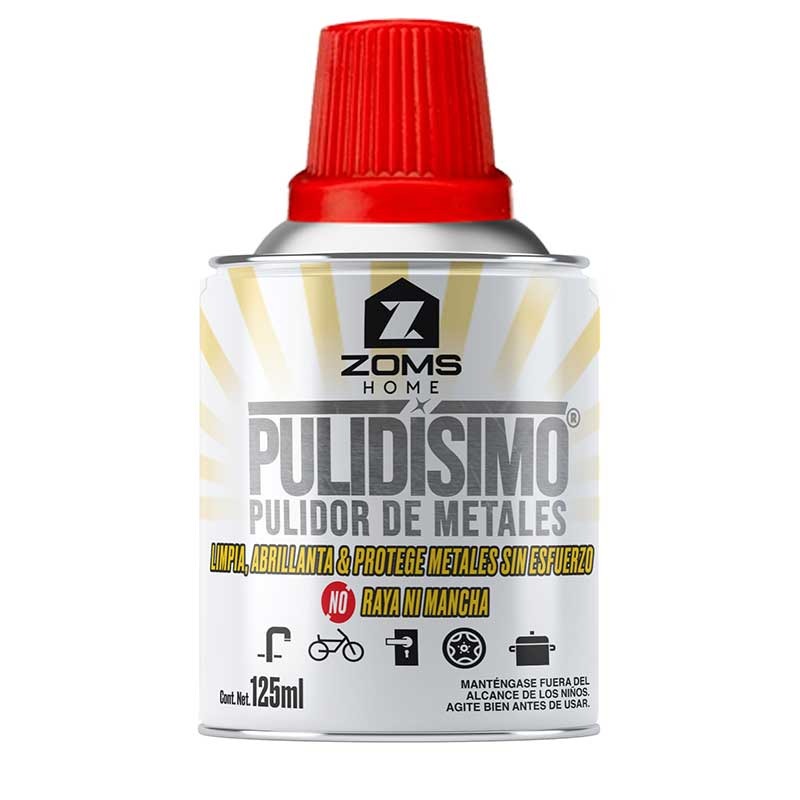 Z
ZOMS
HOME
PULIDÍSIMO®
PULIDOR DE METALES
LIMPIA, ABRILLANTA & PROTEGE METALES SIN ESFUERZO
NO RAYA NI MANCHA
Cont. Net. 125ml
MANTÉNGASE FUERA DEL
ALCANCE DE LOS NIÑOS.
AGITE BIEN ANTES DE USAR.